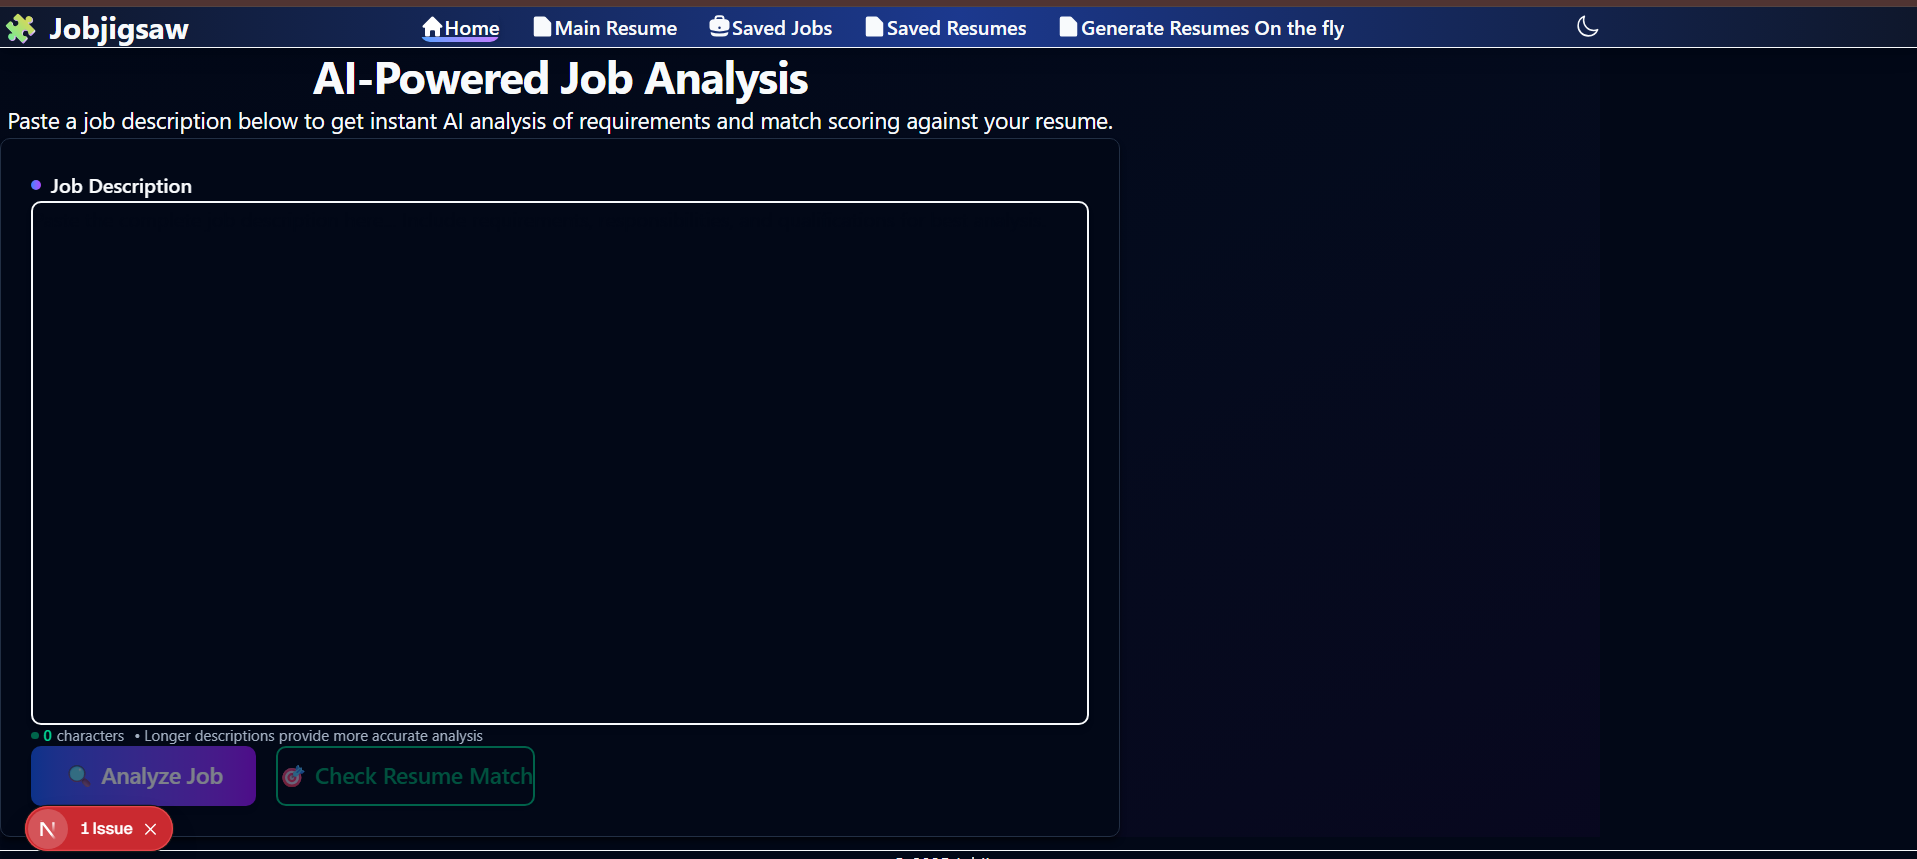 Jobjigsaw Home Main Resume Saved Jobs Saved Resumes Generate Resumes On the fly
AI-Powered Job Analysis
Paste a job description below to get instant AI analysis of requirements and match scoring against your resume.
Job Description
0 characters • Longer descriptions provide more accurate analysis
Analyze Job Check Resume Match
N 1 Issue